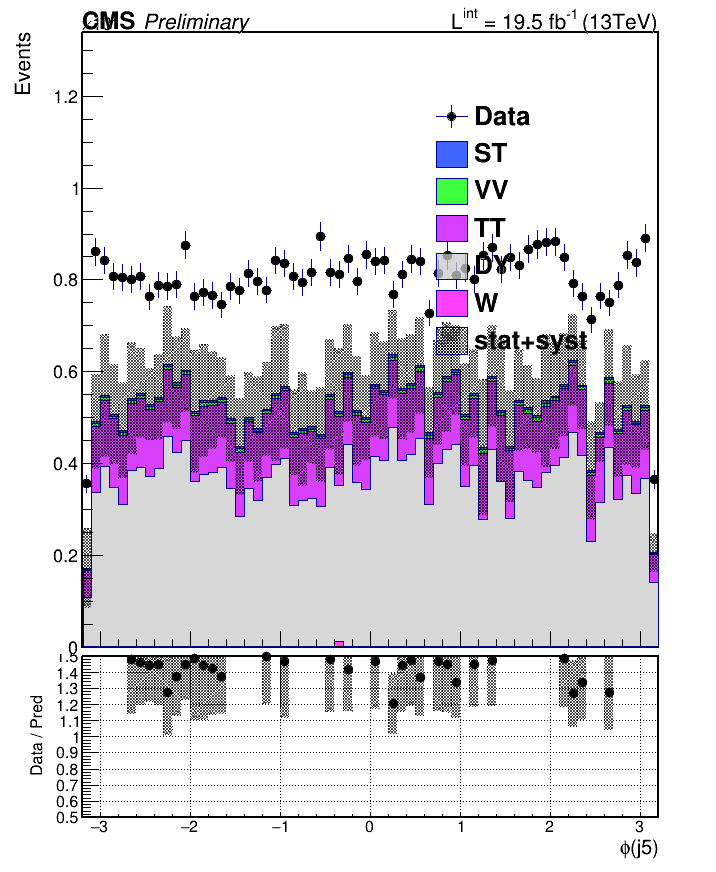 CMS Preliminary
L^int = 19.5 fb^-1 (13TeV)
Events
1.2
1
0.8
0.6
0.4
0.2
0
Data
ST
VV
TT
DY
W
stat+syst
Data / Pred
1.5
1.4
1.3
1.2
1.1
1
0.9
0.8
0.7
0.6
0.5
−3
−2
−1
0
1
2
3
ϕ(j5)